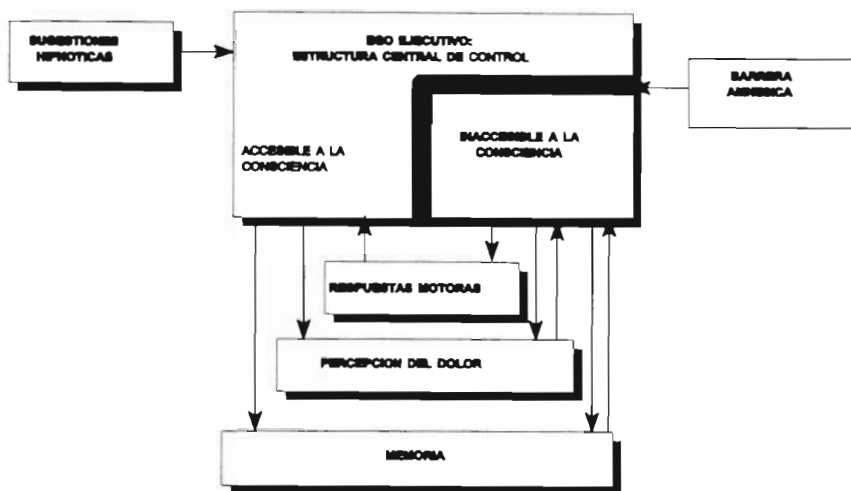 SUGESTIONES
HIPNOTICAS
EGO EJECUTIVO:
ESTRUCTURA CENTRAL DE CONTROL
BARRERA
AMNESICA
ACCESIBLE A LA
CONSCIENCIA
INACCESIBLE A LA
CONSCIENCIA
RESPUESTAS MOTORAS
PERCEPCION DEL DOLOR
MEMORIA